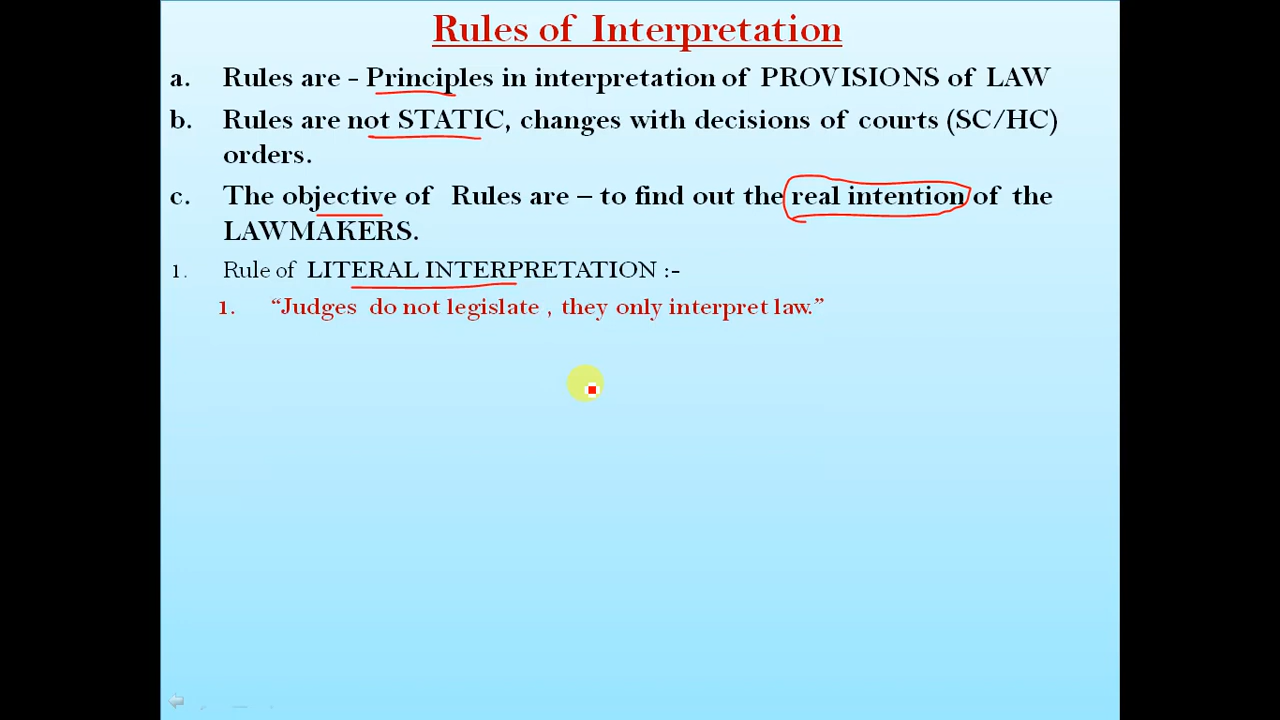 Rules of Interpretation
a. Rules are - Principles in interpretation of PROVISIONS of LAW
b. Rules are not STATIC, changes with decisions of courts (SC/HC)
orders.
c. The objective of Rules are – to find out the real intention of the
LAWMAKERS.
1. Rule of LITERAL INTERPRETATION :-
1. “Judges do not legislate , they only interpret law.”